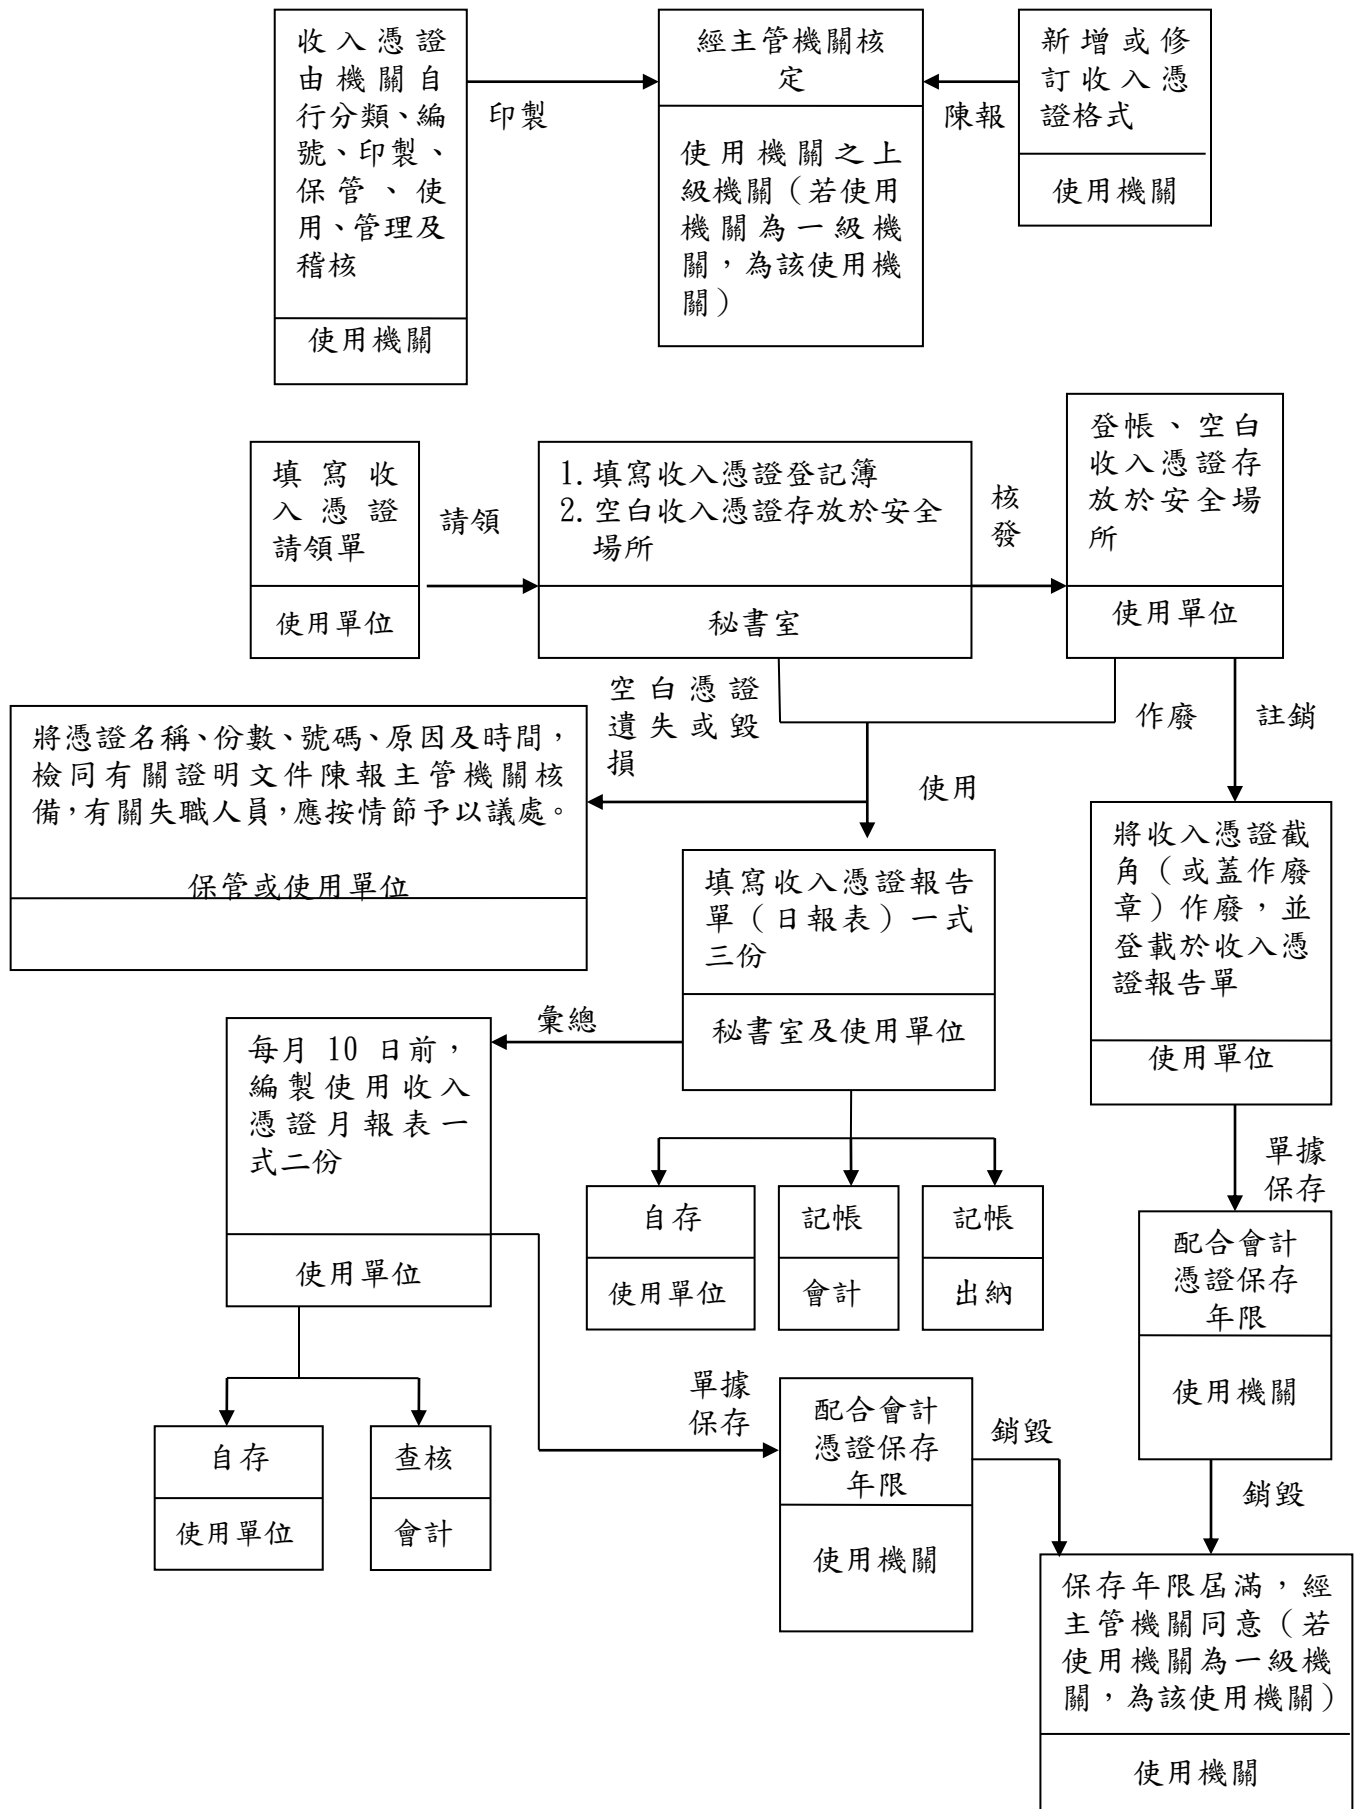 收入憑證
由機關自
行分類、編
號、印製、
保管、使
用、管理及
稽核
使用機關
印製
經主管機關核
定
使用機關之上
級機關（若使用
機關為一級機
關，為該使用機
關）
陳報
新增或修
訂收入憑
證格式
使用機關
填寫收
入憑證
請領單
使用單位
請領
1.填寫收入憑證登記簿
2.空白收入憑證存放於安全
場所
秘書室
核
發
登帳、空白
收入憑證存
放於安全場
所
使用單位
空白憑證
遺失或毀
損
作廢
註銷
使用
將憑證名稱、份數、號碼、原因及時間，
檢同有關證明文件陳報主管機關核
備，有關失職人員，應按情節予以議處。
保管或使用單位
填寫收入憑證報告
單（日報表）一式
三份
秘書室及使用單位
將收入憑證截
角（或蓋作廢
章）作廢，並
登載於收入憑
證報告單
使用單位
彙總
每月 10 日前，
編製使用收入
憑證月報表一
式二份
使用單位
自存
使用單位
記帳
會計
記帳
出納
單據
保存
配合會計
憑證保存
年限
使用機關
自存
使用單位
查核
會計
單據
保存
配合會計
憑證保存
年限
使用機關
銷毀
銷毀
保存年限屆滿，經
主管機關同意（若
使用機關為一級機
關，為該使用機關）
使用機關